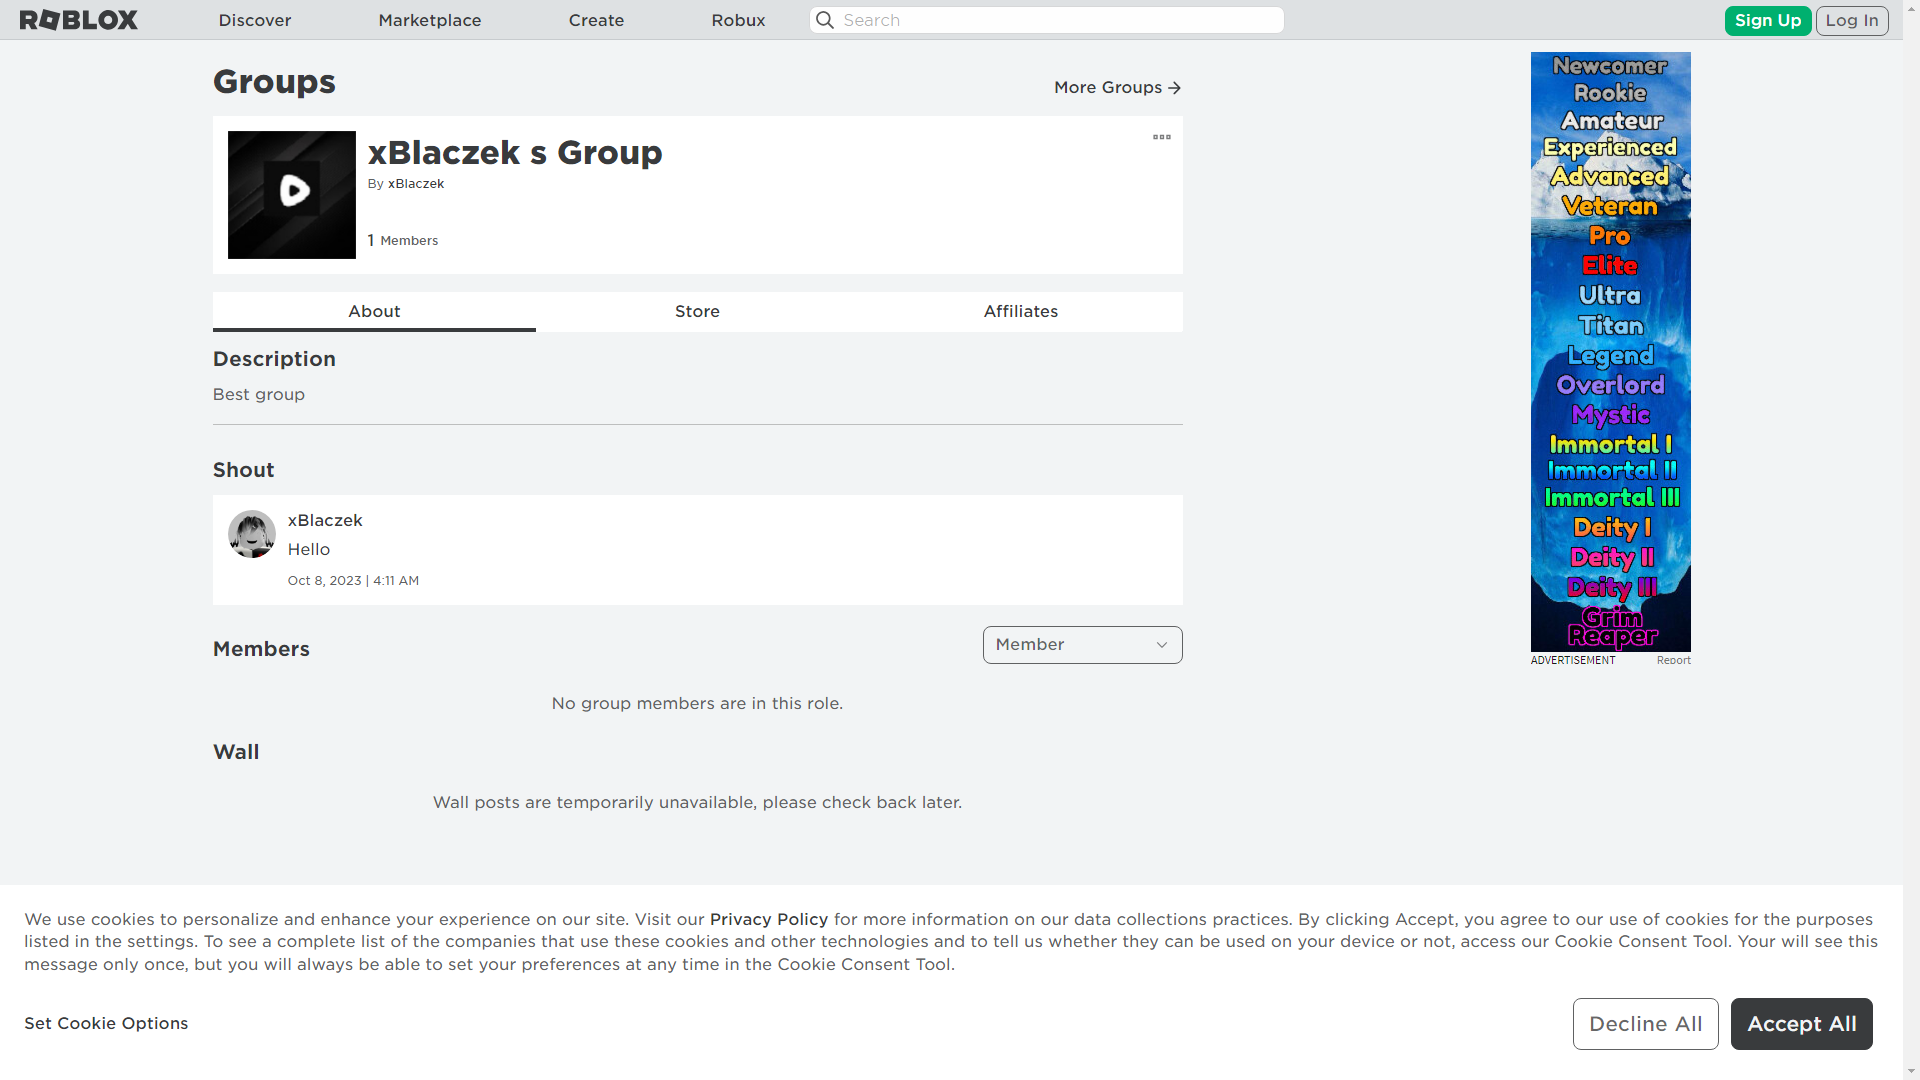 ROBLOX
Discover
Marketplace
Create
Robux
Search
Sign Up
Log In
Groups
More Groups
xBlaczek s Group
By xBlaczek
1 Members
About
Store
Affiliates
Description
Best group
Shout
xBlaczek
Hello
Oct 8, 2023 | 4:11 AM
Members
Member
No group members are in this role.
Wall
Wall posts are temporarily unavailable, please check back later.
Newcomer
Rookie
Amateur
Experienced
Advanced
Veteran
Pro
Elite
Ultra
Titan
Legend
Overlord
Mystic
Immortal I
Immortal II
Immortal III
Deity I
Deity II
Deity III
Grim
Reaper
ADVERTISEMENT
Report
We use cookies to personalize and enhance your experience on our site. Visit our Privacy Policy for more information on our data collections practices. By clicking Accept, you agree to our use of cookies for the purposes
listed in the settings. To see a complete list of the companies that use these cookies and other technologies and to tell us whether they can be used on your device or not, access our Cookie Consent Tool. Your will see this
message only once, but you will always be able to set your preferences at any time in the Cookie Consent Tool.
Set Cookie Options
Decline All
Accept All